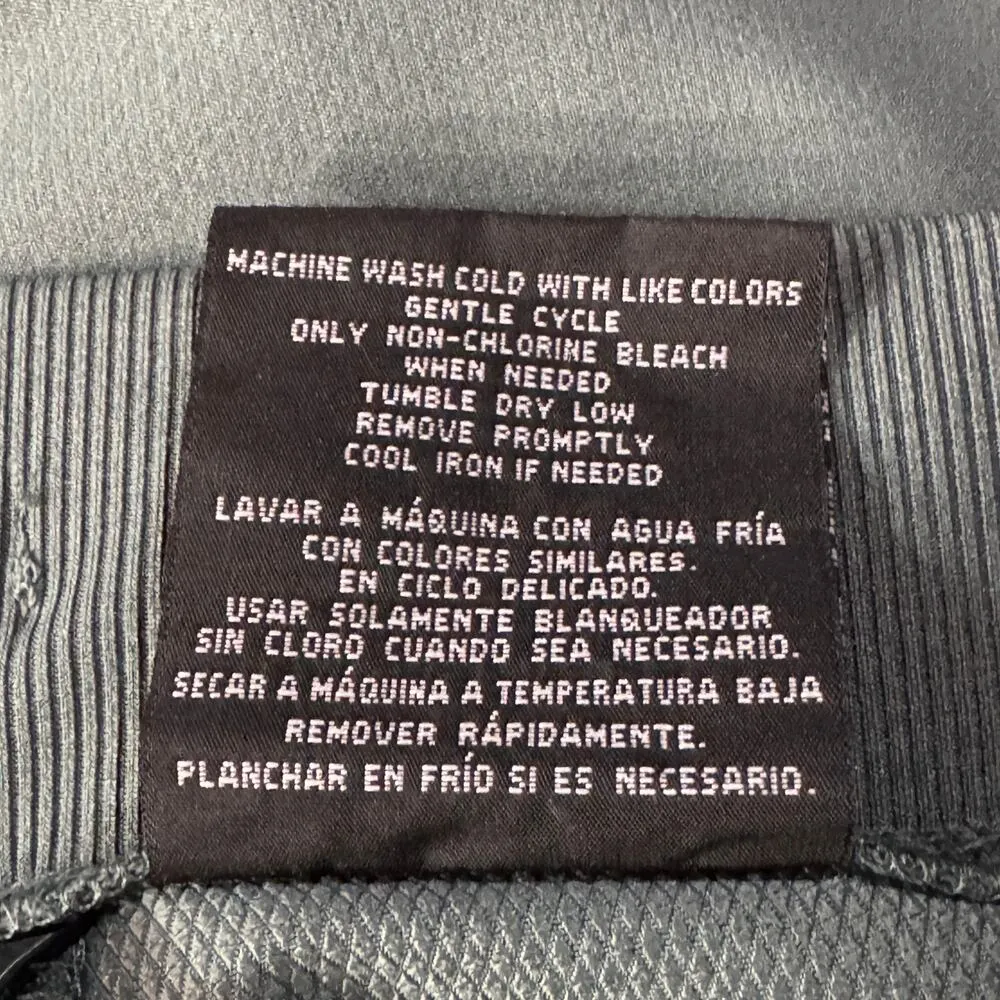 MACHINE WASH COLD WITH LIKE COLORS
GENTLE CYCLE
ONLY NON-CHLORINE BLEACH
WHEN NEEDED
TUMBLE DRY LOW
REMOVE PROMPTLY
COOL IRON IF NEEDED
LAVAR A MÁQUINA CON AGUA FRÍA
CON COLORES SIMILARES.
EN CICLO DELICADO.
USAR SOLAMENTE BLANQUEADOR
SIN CLORO CUANDO SEA NECESARIO.
SECAR A MÁQUINA A TEMPERATURA BAJA
REMOVER RÁPIDAMENTE.
PLANCHAR EN FRÍO SI ES NECESARIO.